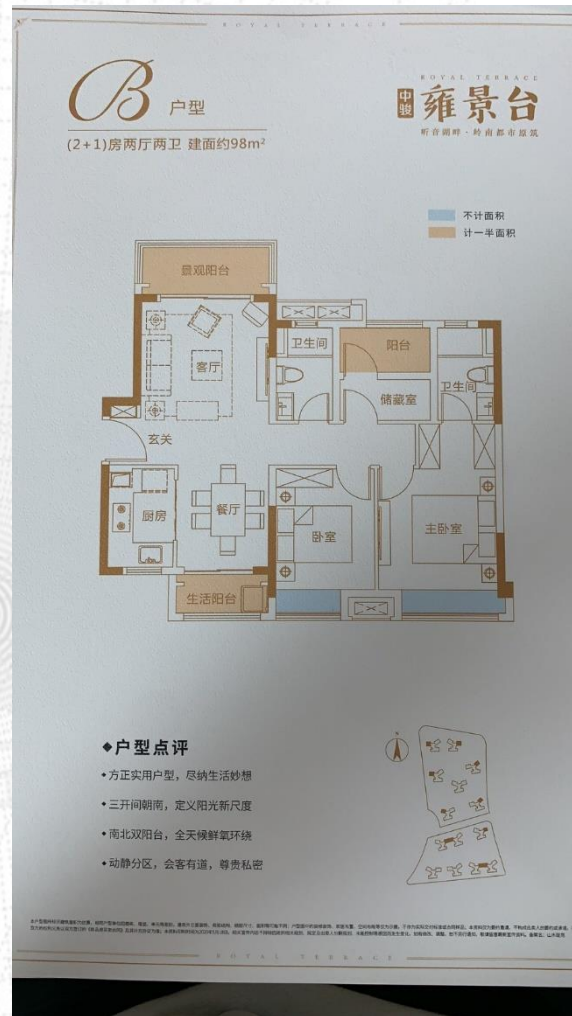 ROYAL TERRACE
B 户型
(2+1)房两厅两卫 建面约98m²
ROYAL TERRACE
中骏 雍景台
听音湖畔·岭南都市雅筑
不计面积
计一半面积
景观阳台
客厅
卫生间
阳台
卫生间
储藏室
玄关
厨房
餐厅
卧室
主卧室
生活阳台
◆户型点评
◆方正实用户型，尽纳生活妙想
◆三开间朝南，定义阳光新尺度
◆南北双阳台，全天候鲜氧环绕
◆动静分区，会客有道，尊贵私密
ROYAL TERRACE